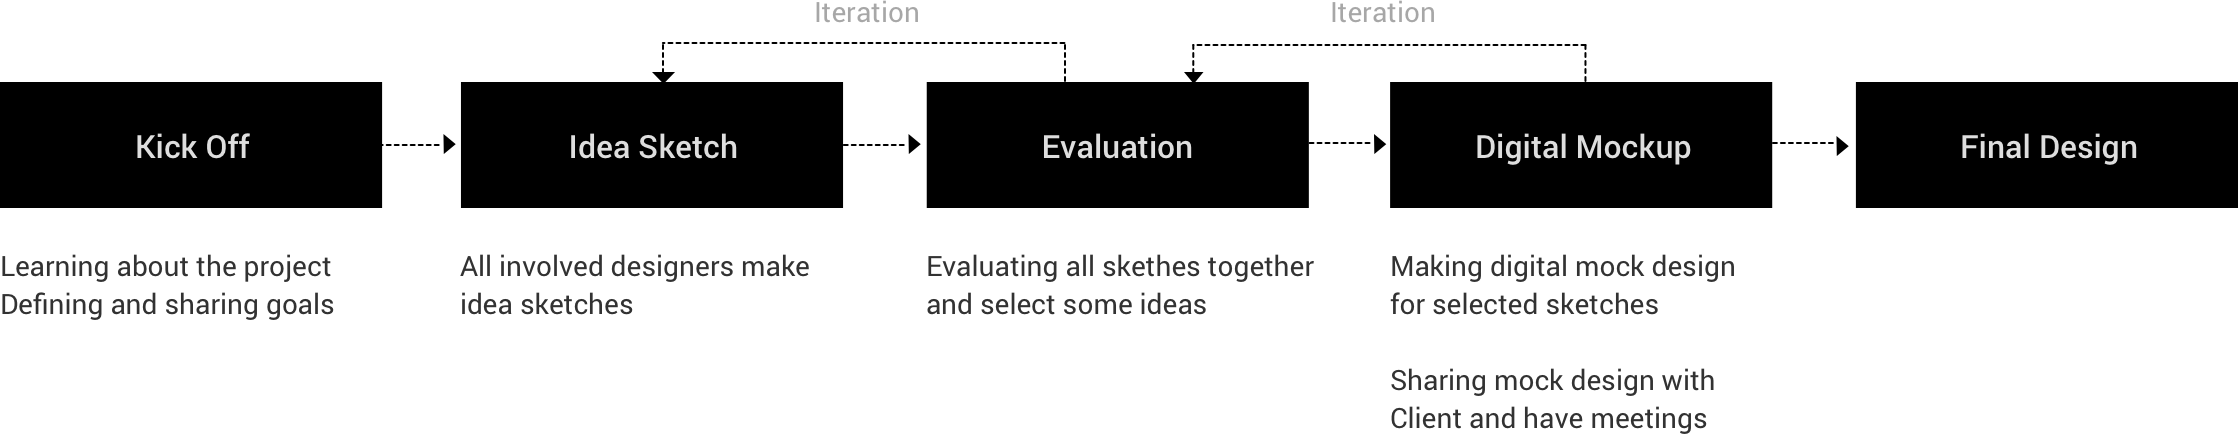 Iteration
Iteration
Kick Off
Idea Sketch
Evaluation
Digital Mockup
Final Design
Learning about the project
Defining and sharing goals
All involved designers make
idea sketches
Evaluating all skethes together
and select some ideas
Making digital mock design
for selected sketches
Sharing mock design with
Client and have meetings